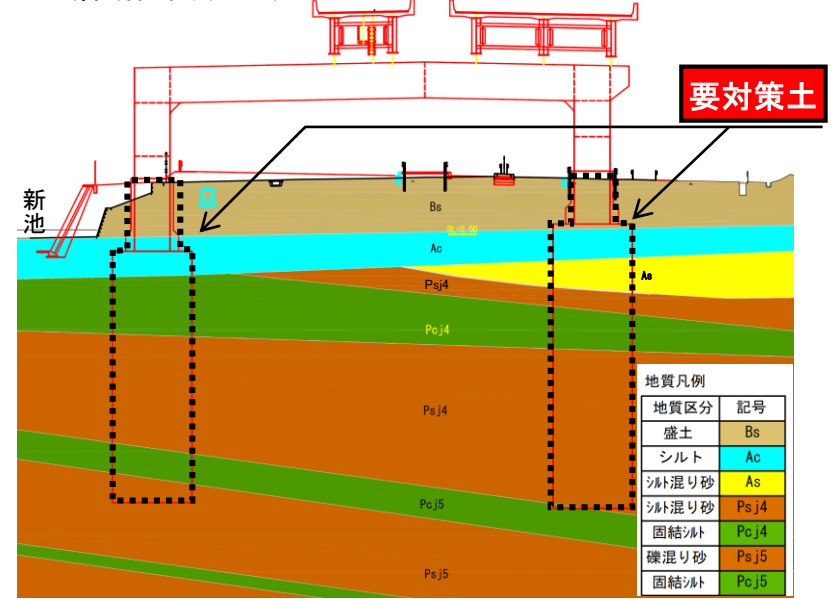 要対策土
新池
Bs
DL=0.00
Ac
As
Psj4
Pcj4
Psj4
Pcj5
Psj5
地質凡例
地質区分 記号
盛土 Bs
シルト Ac
シルト混り砂 As
シルト混り砂 Psj4
固結シルト Pcj4
礫混り砂 Psj5
固結シルト Pcj5